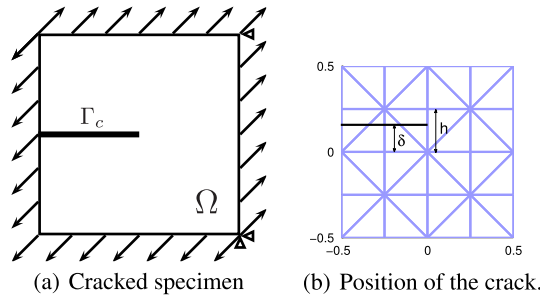 Γc
Ω
0.5
h
δ
0
−0.5
−0.5 0 0.5
(a) Cracked specimen
(b) Position of the crack.